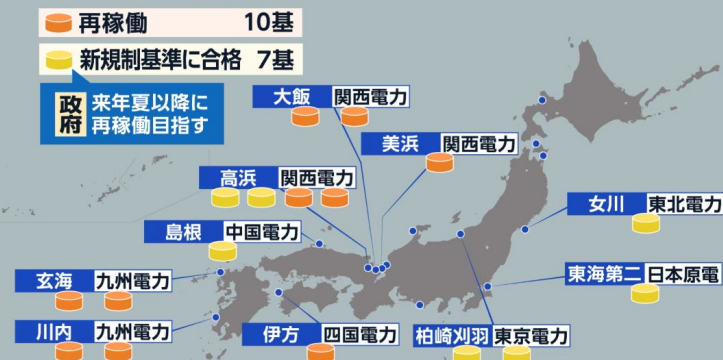 再稼働 10基
新規制基準に合格 7基
政府 来年夏以降に
再稼働目指す
大飯 関西電力
美浜 関西電力
高浜 関西電力
女川 東北電力
島根 中国電力
東海第二 日本原電
玄海 九州電力
川内 九州電力
伊方 四国電力
柏崎刈羽 東京電力